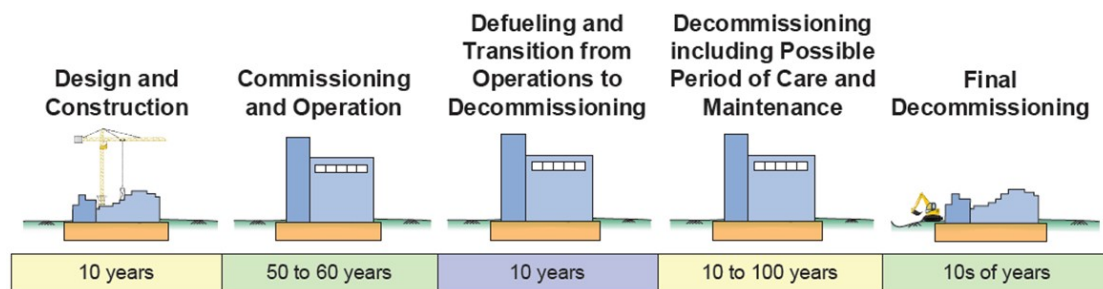 Design and
Construction
Commissioning
and Operation
Defueling and
Transition from
Operations to
Decommissioning
Decommissioning
including Possible
Period of Care and
Maintenance
Final
Decommissioning
10 years
50 to 60 years
10 years
10 to 100 years
10s of years